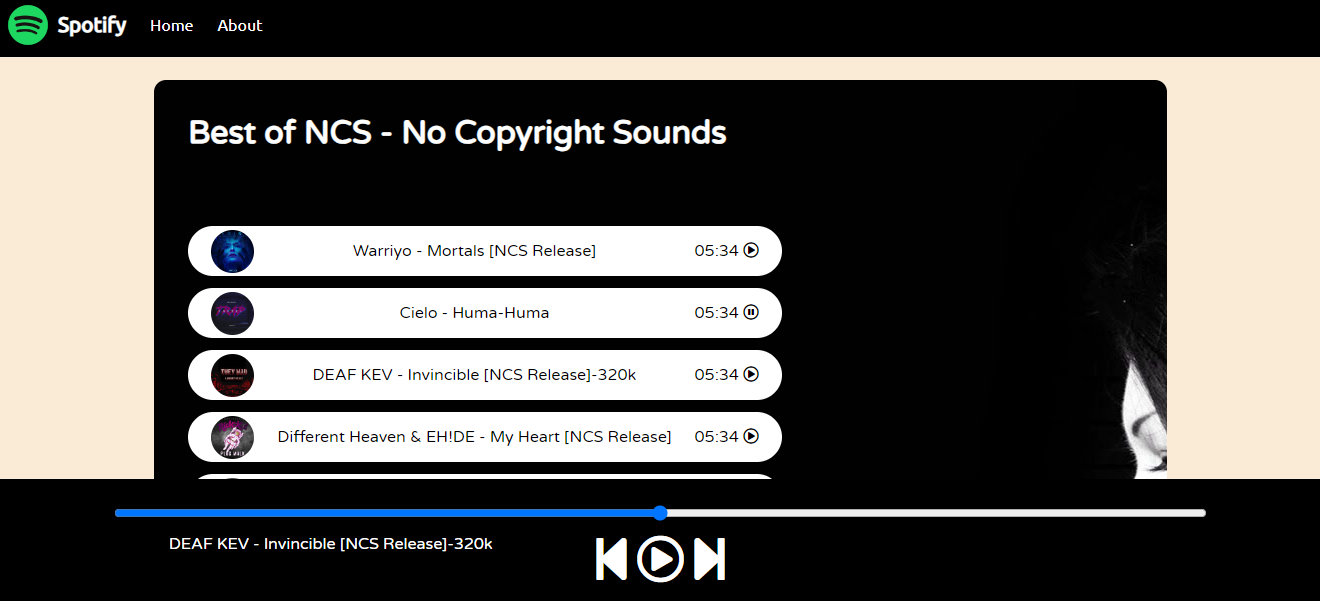 Spotify Home About
Best of NCS - No Copyright Sounds
Warriyo - Mortals [NCS Release] 05:34
Cielo - Huma-Huma 05:34
DEAF KEV - Invincible [NCS Release]-320k 05:34
Different Heaven & EH!DE - My Heart [NCS Release] 05:34
DEAF KEV - Invincible [NCS Release]-320k